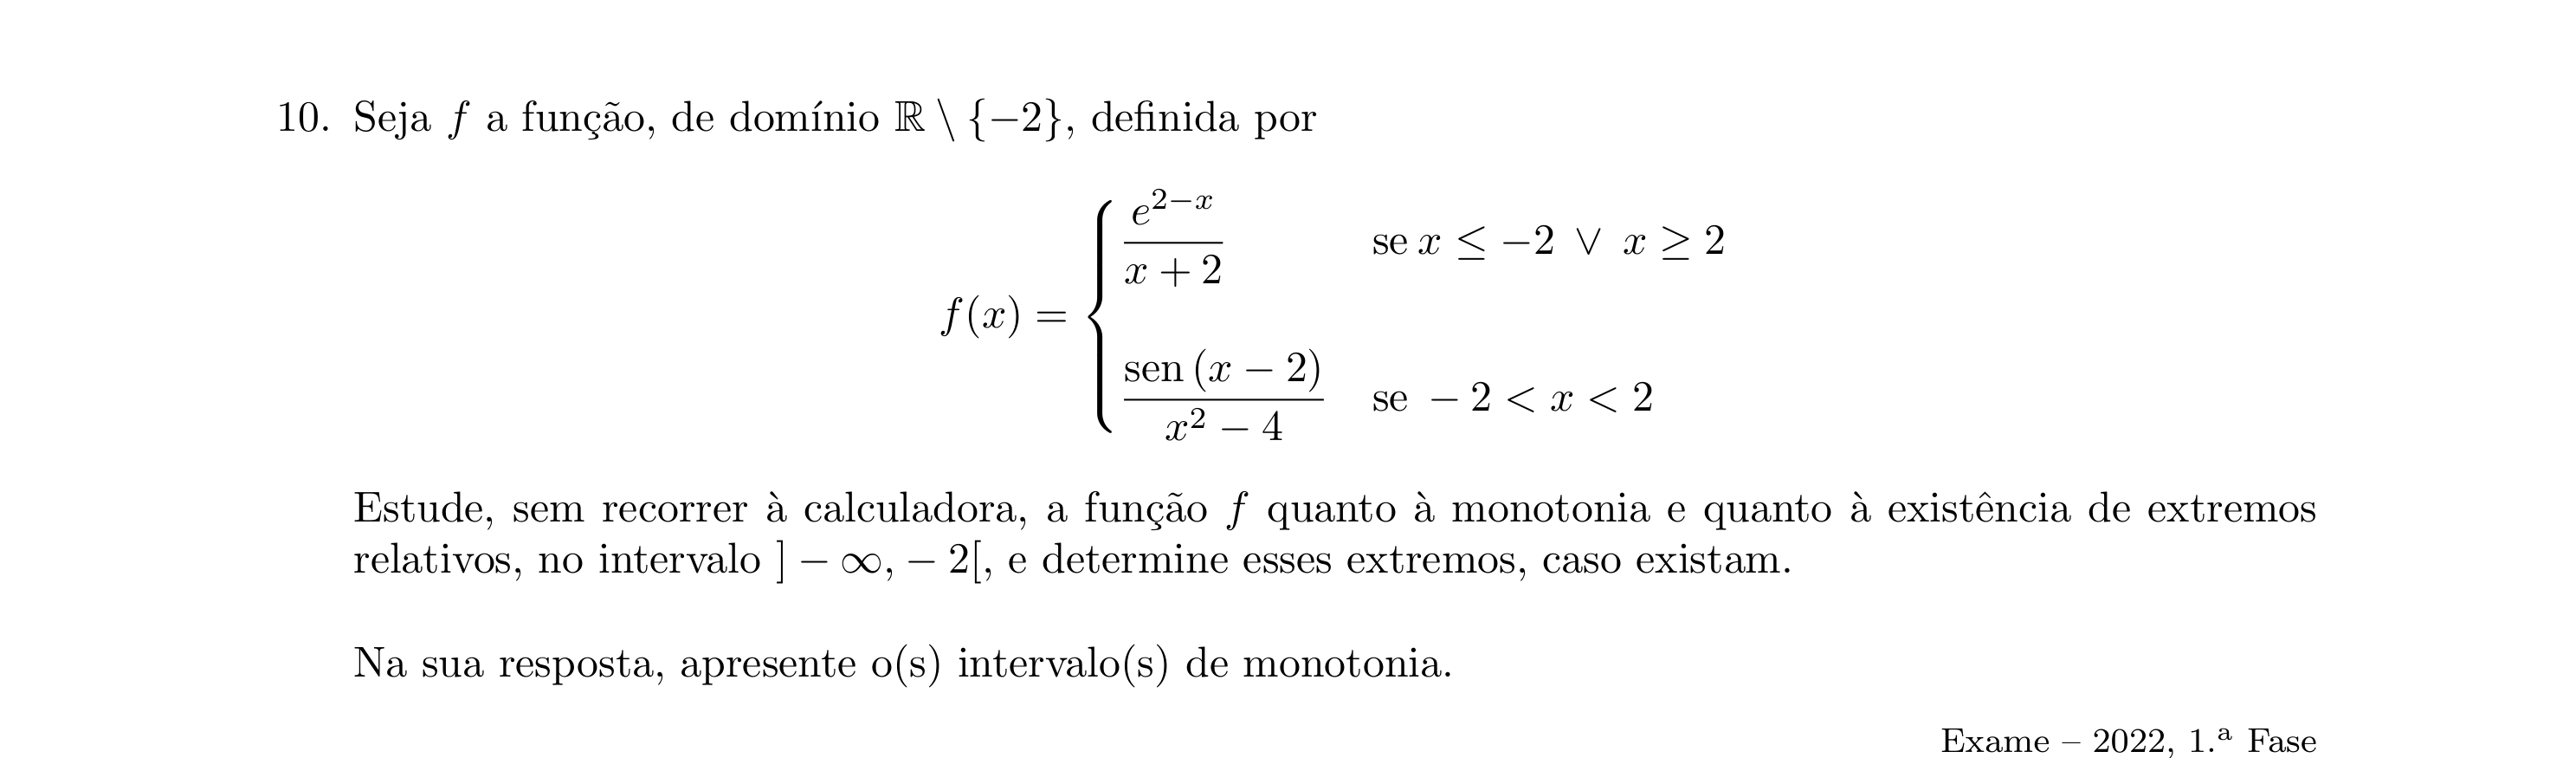 10. Seja f a função, de domínio ℝ \ {−2}, definida por
f(x) = { e^{2−x} / (x + 2) se x ≤ −2 ∨ x ≥ 2
sen (x − 2) / (x² − 4) se − 2 < x < 2
Estude, sem recorrer à calculadora, a função f quanto à monotonia e quanto à existência de extremos
relativos, no intervalo ] − ∞, − 2[, e determine esses extremos, caso existam.
Na sua resposta, apresente o(s) intervalo(s) de monotonia.
Exame – 2022, 1.ª Fase